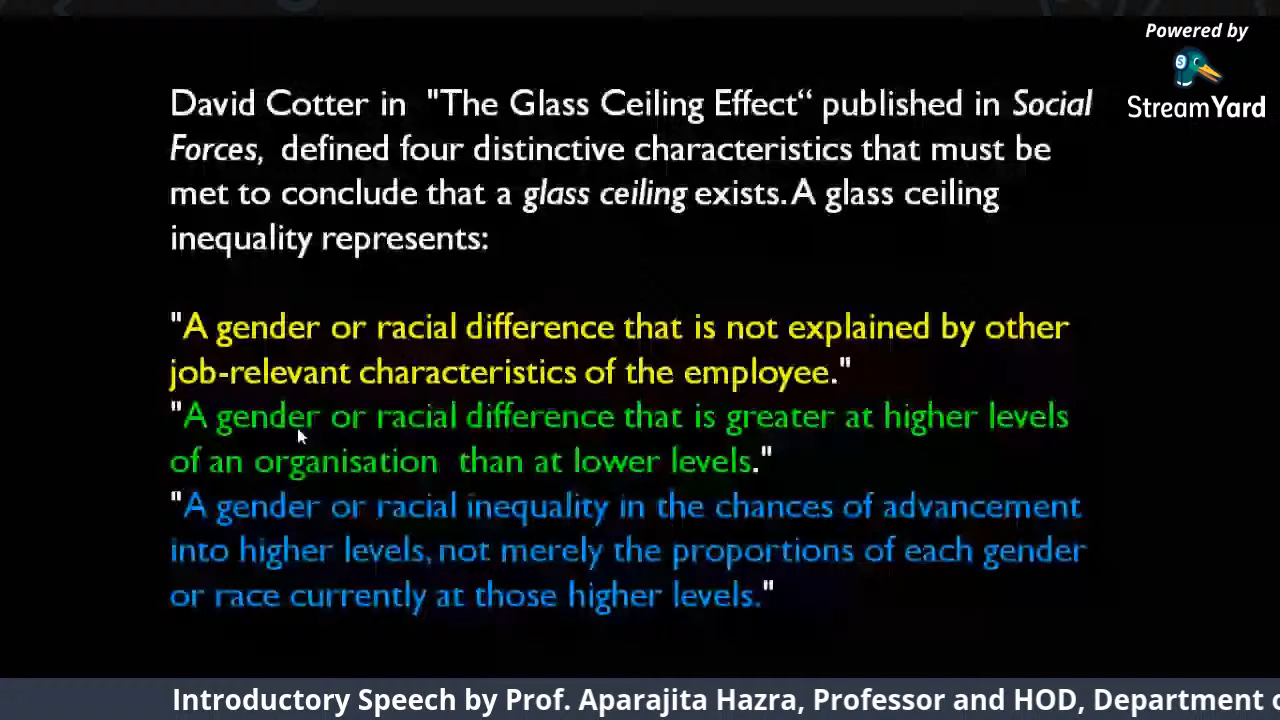 Powered by
StreamYard
David Cotter in "The Glass Ceiling Effect“ published in Social
Forces, defined four distinctive characteristics that must be
met to conclude that a glass ceiling exists. A glass ceiling
inequality represents:
"A gender or racial difference that is not explained by other
job-relevant characteristics of the employee."
"A gender or racial difference that is greater at higher levels
of an organisation than at lower levels."
"A gender or racial inequality in the chances of advancement
into higher levels, not merely the proportions of each gender
or race currently at those higher levels."
Introductory Speech by Prof. Aparajita Hazra, Professor and HOD, Department